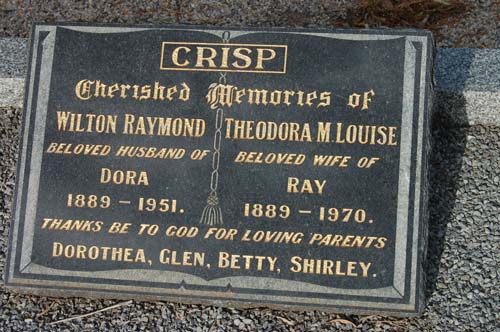 CRISP
Cherished Memories of
WILTON RAYMOND
BELOVED HUSBAND OF
DORA
1889 – 1951.
THEODORA M. LOUISE
BELOVED WIFE OF
RAY
1889 – 1970.
THANKS BE TO GOD FOR LOVING PARENTS
DOROTHEA, GLEN, BETTY, SHIRLEY.